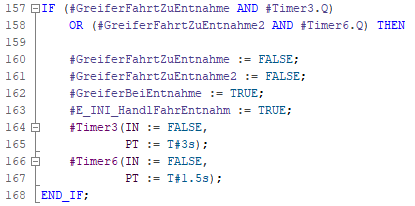 157 IF (#GreiferFahrtZuEntnahme AND #Timer3.Q)
158 OR (#GreiferFahrtZuEntnahme2 AND #Timer6.Q) THEN
159
160 #GreiferFahrtZuEntnahme := FALSE;
161 #GreiferFahrtZuEntnahme2 := FALSE;
162 #GreiferBeiEntnahme := TRUE;
163 #E_INI_HandlFahrEntnahm := TRUE;
164 #Timer3(IN := FALSE,
165 PT := T#3s);
166 #Timer6(IN := FALSE,
167 PT := T#1.5s);
168 END_IF;